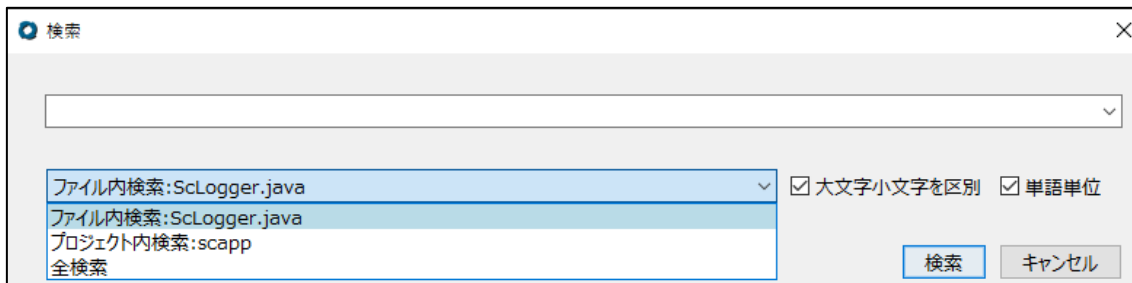 検索
ファイル内検索:ScLogger.java
大文字小文字を区別
単語単位
ファイル内検索:ScLogger.java
プロジェクト内検索:scapp
全検索
検索
キャンセル